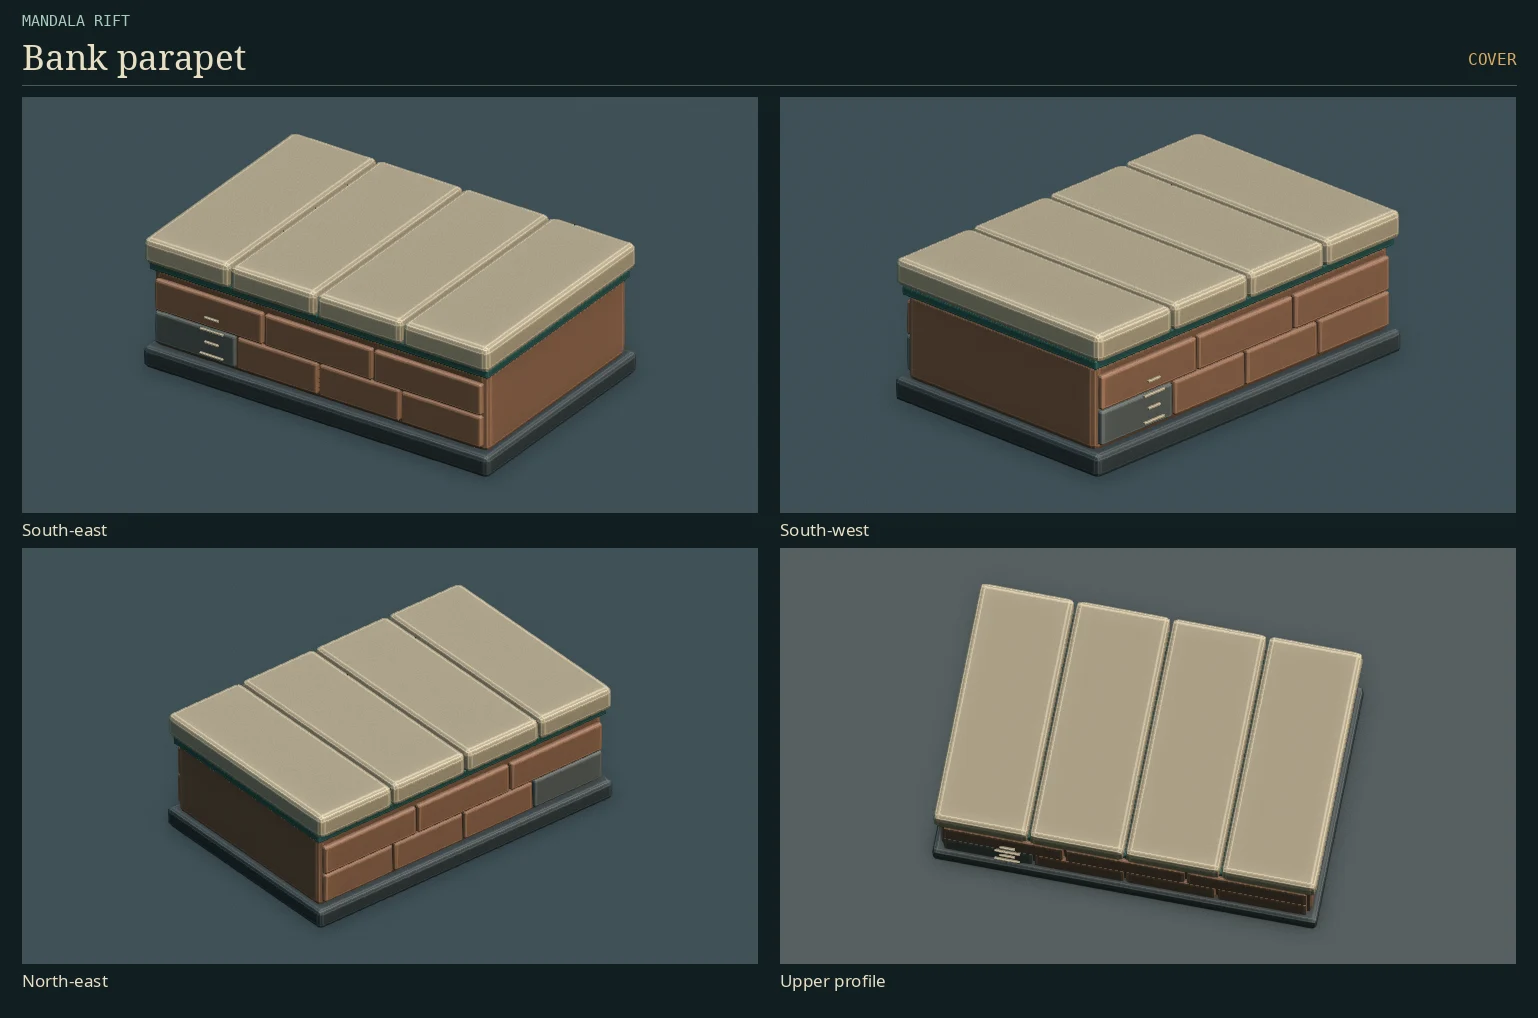 MANDALA RIFT
Bank parapet
COVER
South-east
South-west
North-east
Upper profile